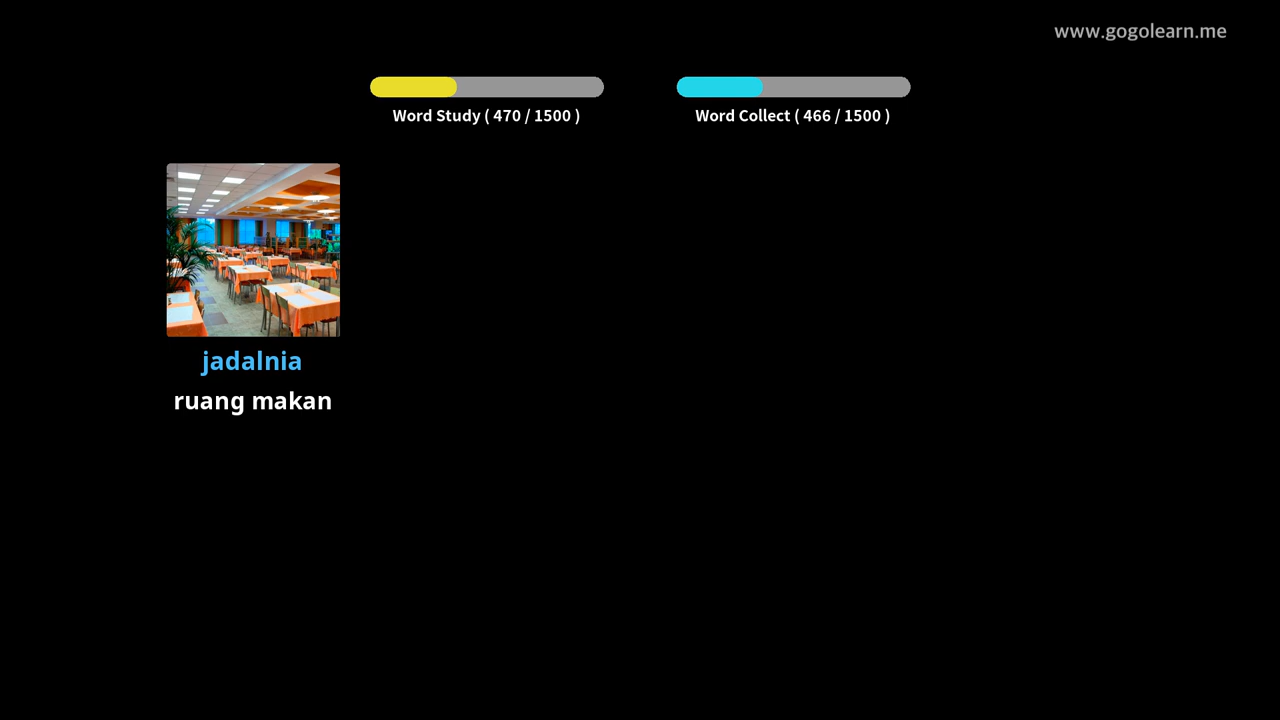 www.gogolearn.me
Word Study ( 470 / 1500 )
Word Collect ( 466 / 1500 )
jadalnia
ruang makan